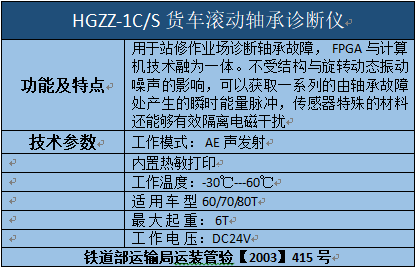 HGZZ-1C/S 货车滚动轴承诊断仪
功能及特点
用于站修作业场诊断轴承故障， FPGA 与计算
机技术融为一体。不受结构与旋转动态振动
噪声的影响，可以获取一系列的由轴承故障
处产生的瞬时能量脉冲，传感器特殊的材料
还能够有效隔离电磁干扰
技术参数
工作模式：AE 声发射
内置热敏打印
工作温度：-30℃---60℃
适用车型 60/70/80T
最大起重：6T
工作电压：DC24V
铁道部运输局运装管验【2003】415 号